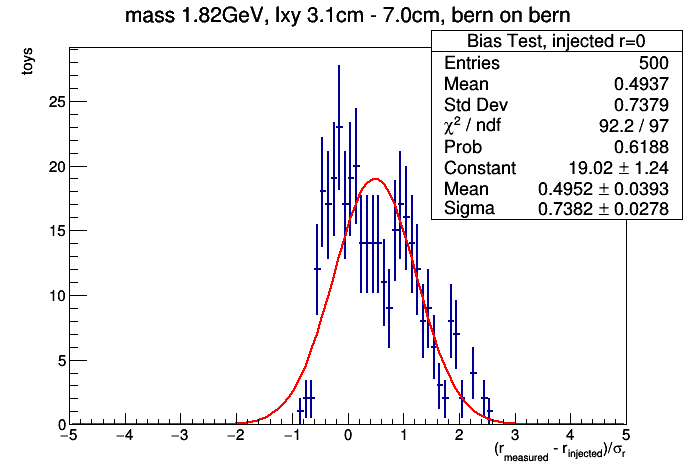 mass 1.82GeV, lxy 3.1cm - 7.0cm, bern on bern
toys
Bias Test, injected r=0
Entries 500
Mean 0.4937
Std Dev 0.7379
χ² / ndf 92.2 / 97
Prob 0.6188
Constant 19.02 ± 1.24
Mean 0.4952 ± 0.0393
Sigma 0.7382 ± 0.0278
25
20
15
10
5
0
−5 −4 −3 −2 −1 0 1 2 3 4 5
(r_measured - r_injected)/σ_r